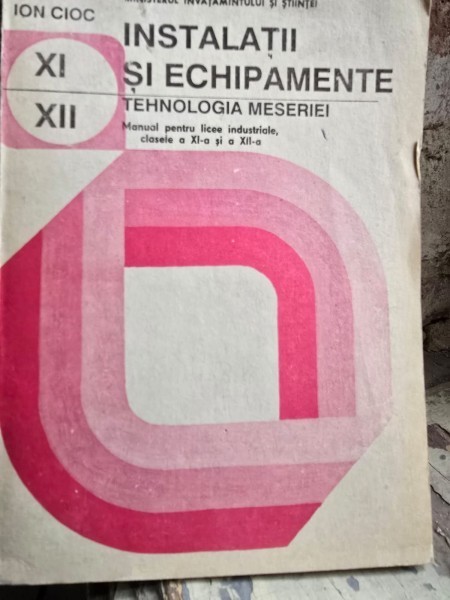 MINISTERUL ÎNVĂȚĂMÎNTULUI ȘI ȘTIINȚEI
ION CIOC
INSTALAȚII
ȘI ECHIPAMENTE
TEHNOLOGIA MESERIEI
Manual pentru licee industriale,
clasele a XI-a și a XII-a
XI
XII